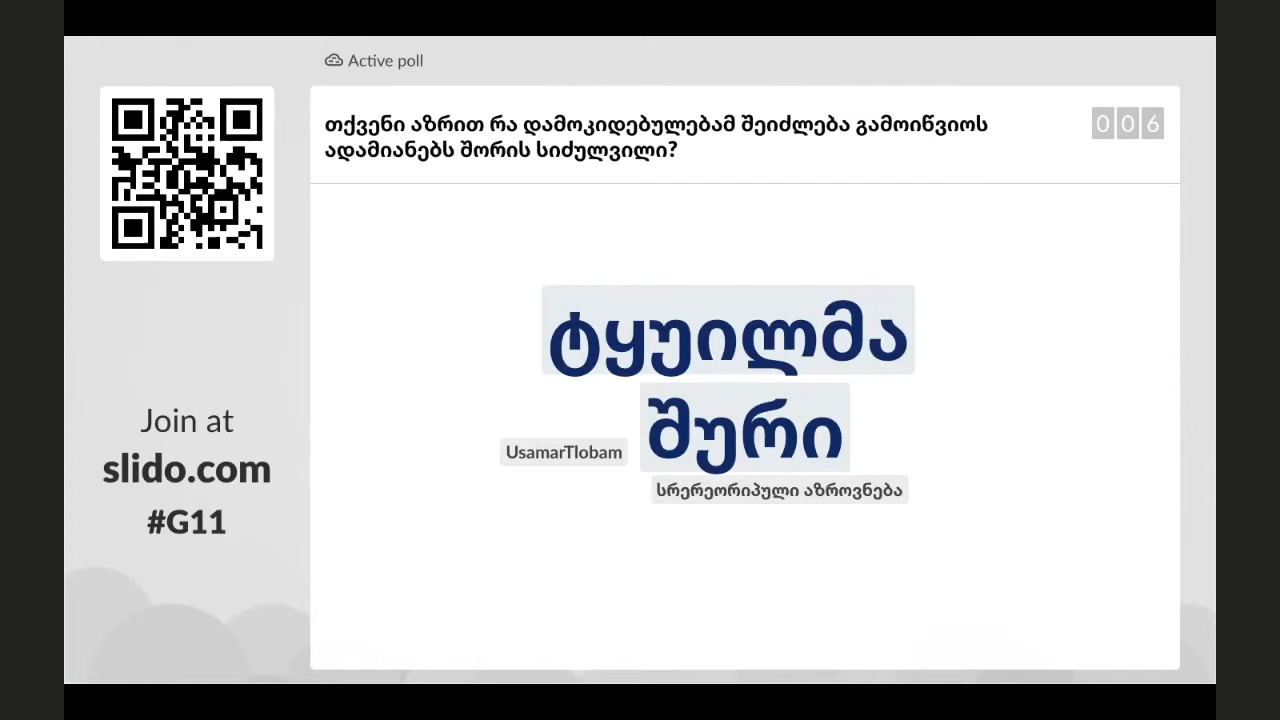 Active poll
თქვენი აზრით რა დამოკიდებულებამ შეიძლება გამოიწვიოს
ადამიანებს შორის სიძულვილი?
006
ტყუილმა
შური
UsamarTlobam
სრერეორიპული აზროვნება
Join at
slido.com
#G11